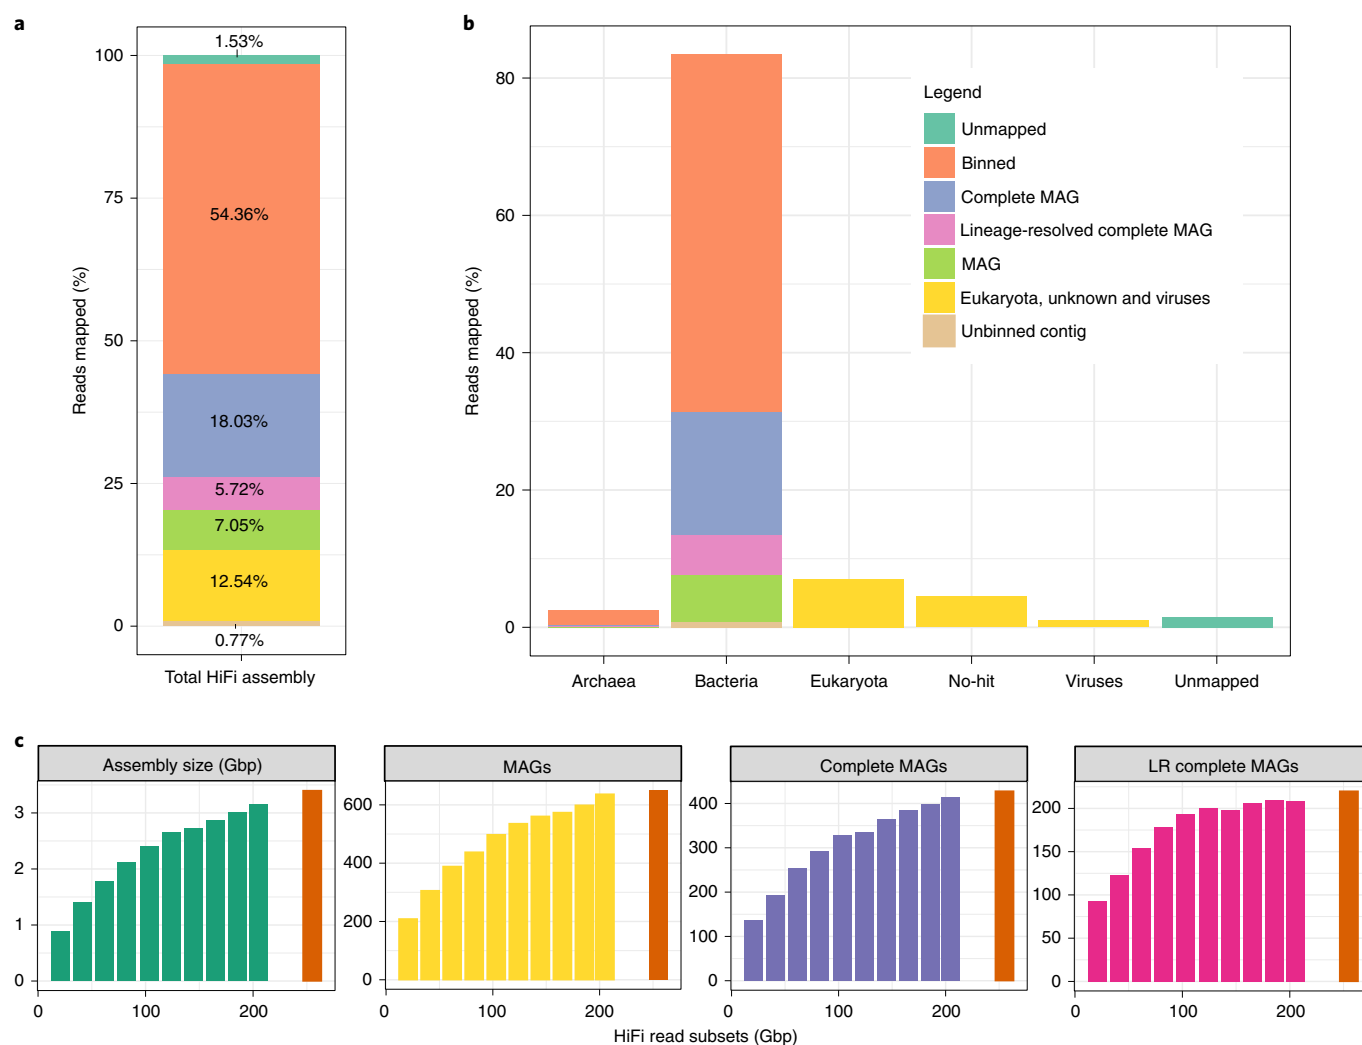 a
1.53%
100
75
50
25
0
Reads mapped (%)
54.36%
18.03%
5.72%
7.05%
12.54%
0.77%
Total HiFi assembly
b
80
60
40
20
0
Reads mapped (%)
Legend
Unmapped
Binned
Complete MAG
Lineage-resolved complete MAG
MAG
Eukaryota, unknown and viruses
Unbinned contig
Archaea Bacteria Eukaryota No-hit Viruses Unmapped
c
Assembly size (Gbp)
3
2
1
0
0 100 200
MAGs
600
400
200
0
0 100 200
Complete MAGs
400
300
200
100
0
0 100 200
LR complete MAGs
200
150
100
50
0
0 100 200
HiFi read subsets (Gbp)